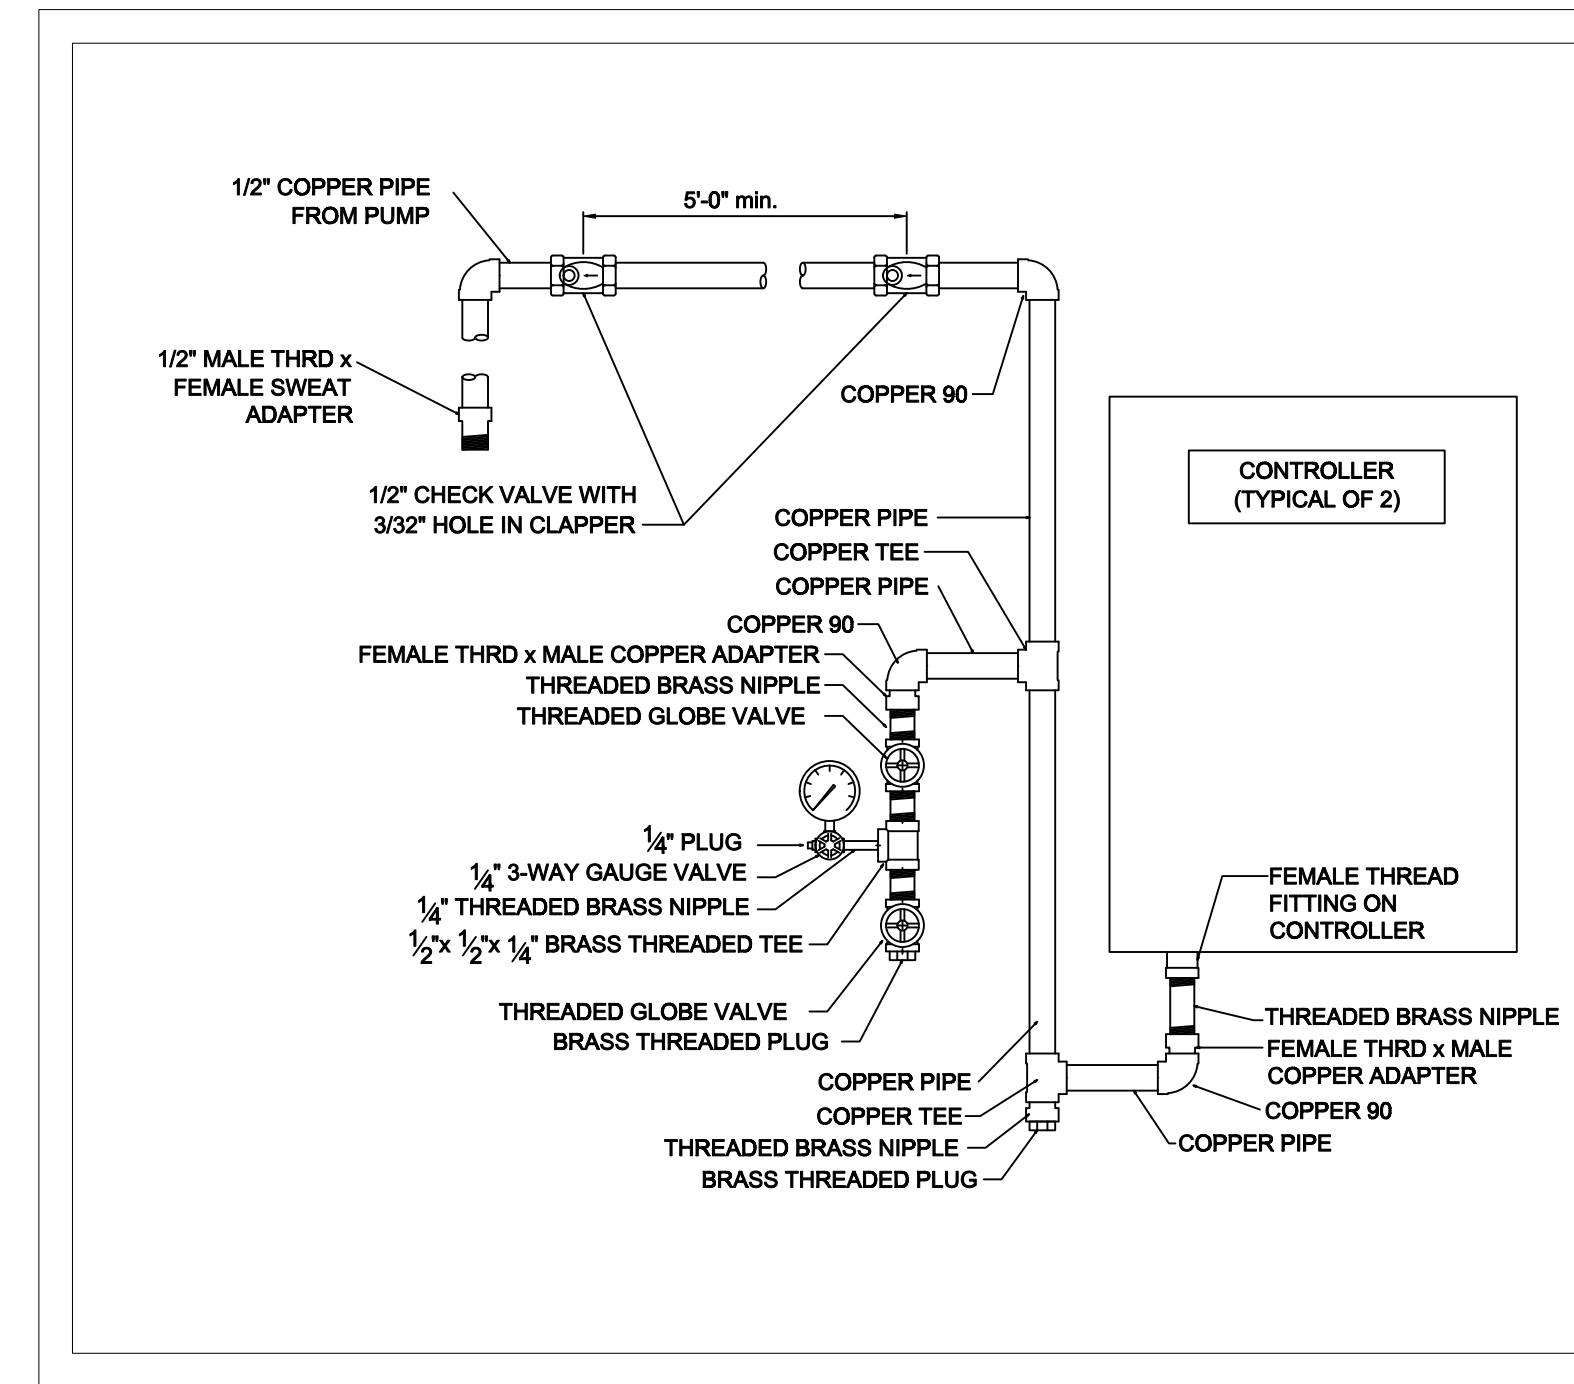 1/2" COPPER PIPE
FROM PUMP
5'-0" min.
1/2" MALE THRD x
FEMALE SWEAT
ADAPTER
COPPER 90
1/2" CHECK VALVE WITH
3/32" HOLE IN CLAPPER
CONTROLLER
(TYPICAL OF 2)
COPPER PIPE
COPPER TEE
COPPER PIPE
COPPER 90
FEMALE THRD x MALE COPPER ADAPTER
THREADED BRASS NIPPLE
THREADED GLOBE VALVE
1/4" PLUG
1/4" 3-WAY GAUGE VALVE
1/4" THREADED BRASS NIPPLE
1/2"x 1/2"x 1/4" BRASS THREADED TEE
THREADED GLOBE VALVE
BRASS THREADED PLUG
COPPER PIPE
COPPER TEE
THREADED BRASS NIPPLE
BRASS THREADED PLUG
FEMALE THREAD
FITTING ON
CONTROLLER
THREADED BRASS NIPPLE
FEMALE THRD x MALE
COPPER ADAPTER
COPPER 90
COPPER PIPE